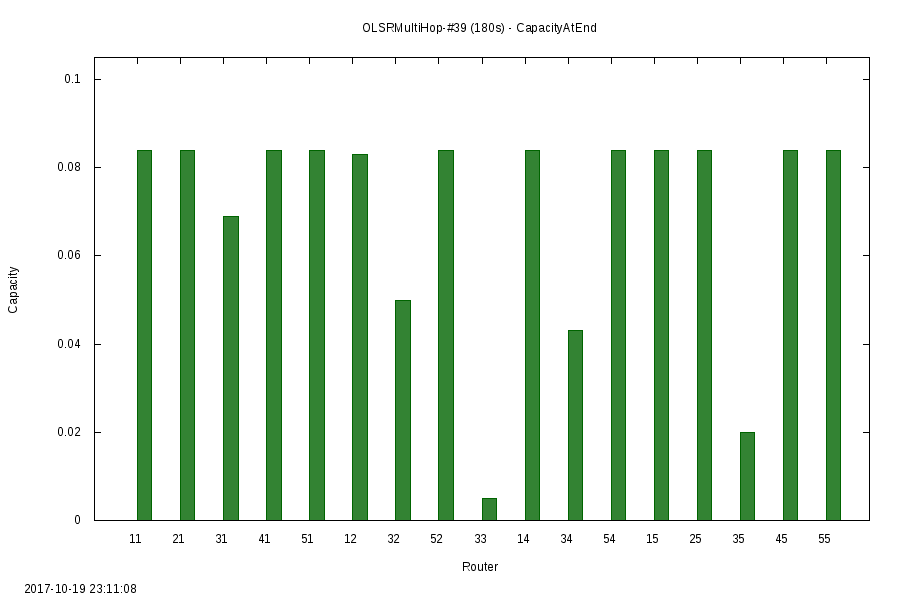 OLSRMultiHop-#39 (180s) - CapacityAtEnd
0.1
0.08
0.06
0.04
0.02
0
Capacity
11 21 31 41 51 12 32 52 33 14 34 54 15 25 35 45 55
Router
2017-10-19 23:11:08